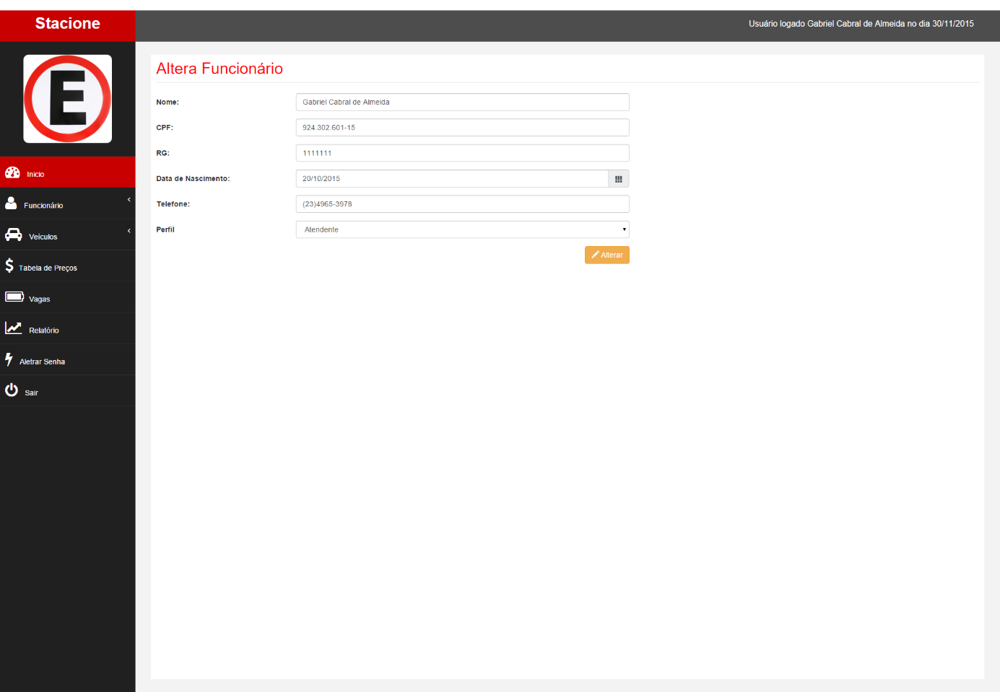 Stacione
Usuário logado Gabriel Cabral de Almeida no dia 30/11/2015
E
Inicio
Funcionário
Veiculos
Tabela de Preços
Vagas
Relatório
Aletrar Senha
Sair
Altera Funcionário
Nome: Gabriel Cabral de Almeida
CPF: 924.302.601-15
RG: 1111111
Data de Nascimento: 20/10/2015
Telefone: (23)4965-3978
Perfil Atendente
Alterar